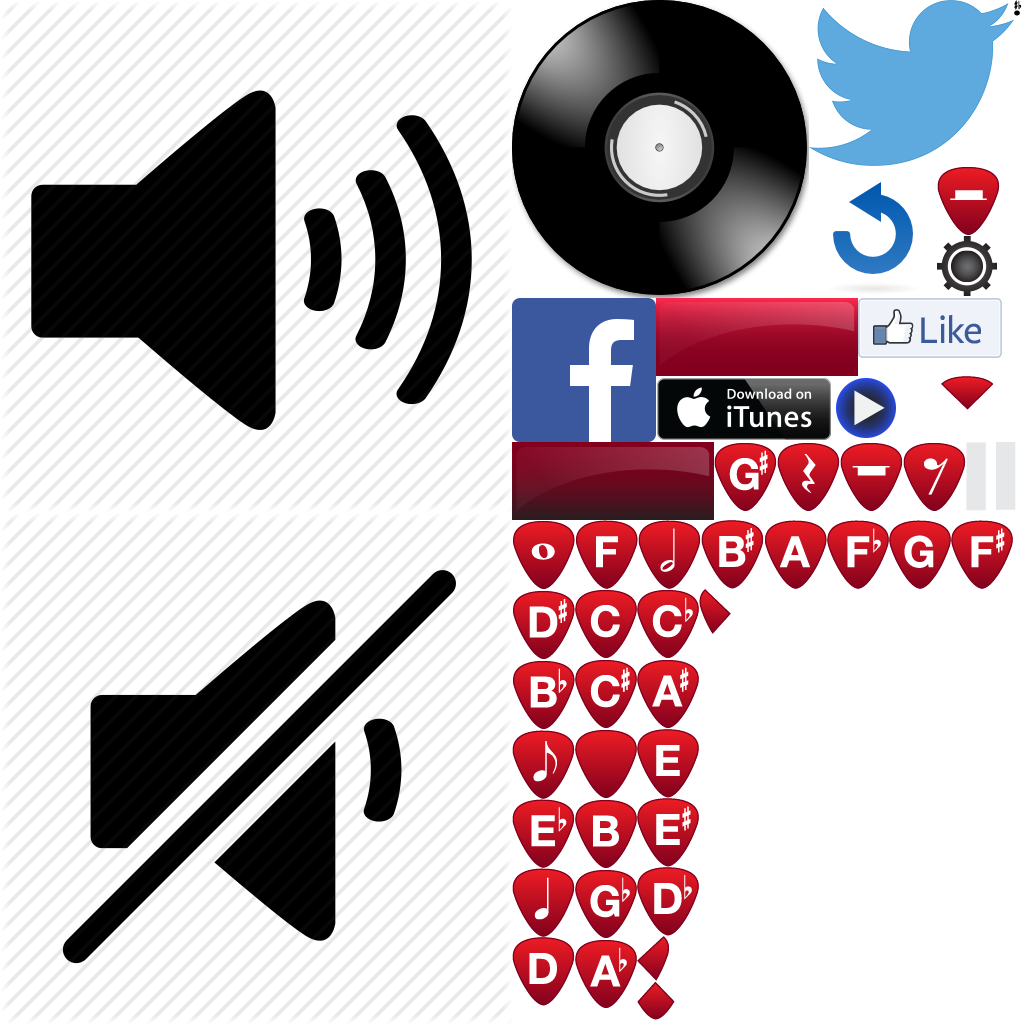 f
Like
Download on
iTunes
G♯
F B♯ A F♭ G F♯
D♯ C C♭
B♭ C♯ A♯
E
E♭ B E♯
G♭ D♭
D A♭